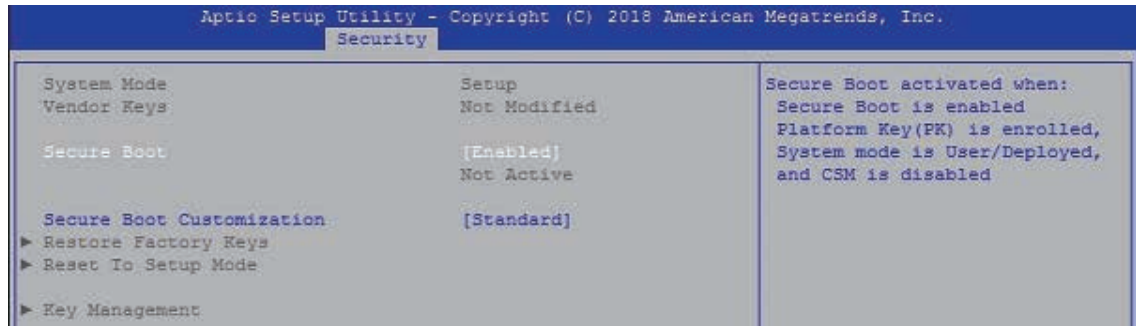 Aptio Setup Utility - Copyright (C) 2018 American Megatrends, Inc.
Security
System Mode Setup
Vendor Keys Not Modified
Secure Boot [Enabled]
Not Active
Secure Boot Customization [Standard]
► Restore Factory Keys
► Reset To Setup Mode
► Key Management
Secure Boot activated when:
Secure Boot is enabled
Platform Key(PK) is enrolled,
System mode is User/Deployed,
and CSM is disabled